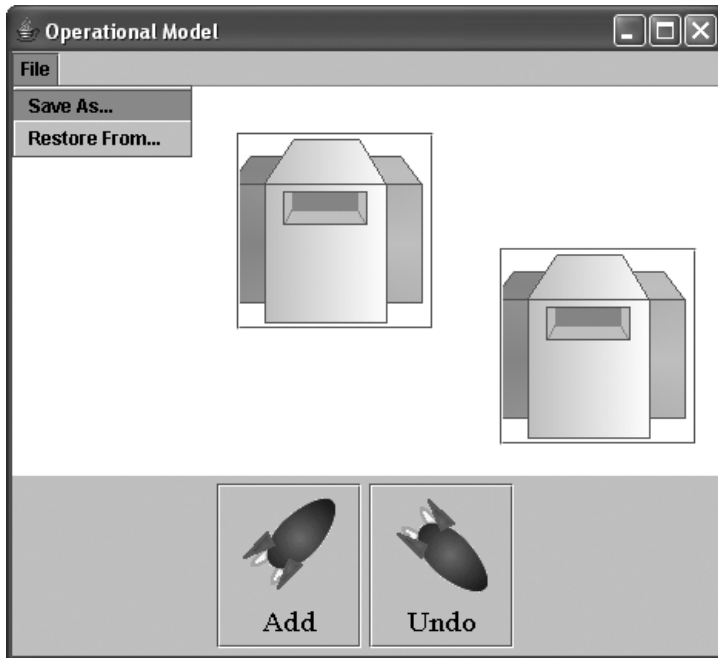 Operational Model
File
Save As...
Restore From...
Add
Undo